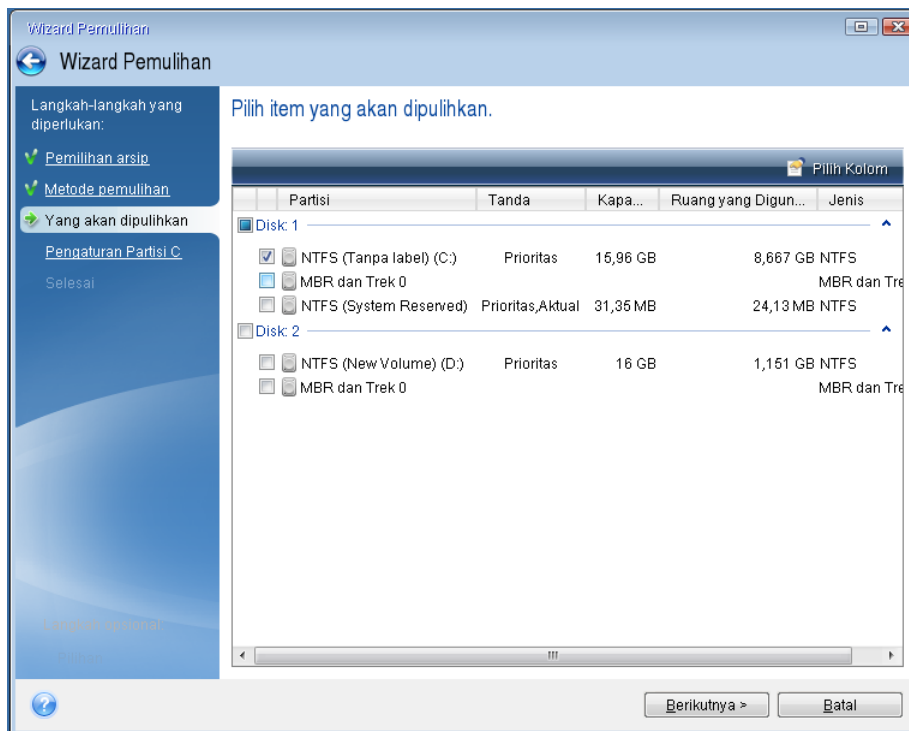 Wizard Pemulihan
Wizard Pemulihan
Langkah-langkah yang
diperlukan:
Pemilihan arsip
Metode pemulihan
Yang akan dipulihkan
Pengaturan Partisi C
Selesai
Pilih item yang akan dipulihkan.
Pilih Kolom
Partisi Tanda Kapa... Ruang yang Digun... Jenis
Disk: 1
NTFS (Tanpa label) (C:) Prioritas 15,96 GB 8,667 GB NTFS
MBR dan Trek 0 MBR dan Tre
NTFS (System Reserved) Prioritas,Aktual 31,35 MB 24,13 MB NTFS
Disk: 2
NTFS (New Volume) (D:) Prioritas 16 GB 1,151 GB NTFS
MBR dan Trek 0 MBR dan Tre
Berikutnya > Batal